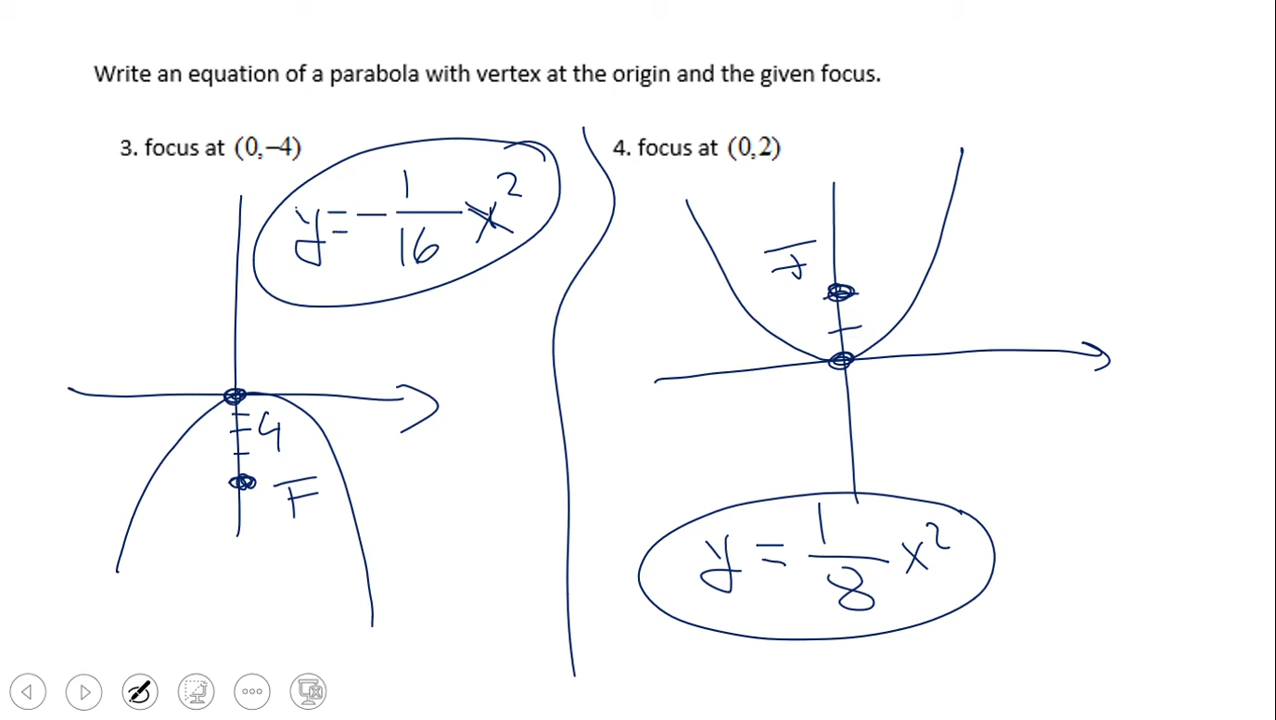 Write an equation of a parabola with vertex at the origin and the given focus.
3. focus at (0,–4)
y = – 1/16 x²
4
F
4. focus at (0,2)
F
y = 1/8 x²